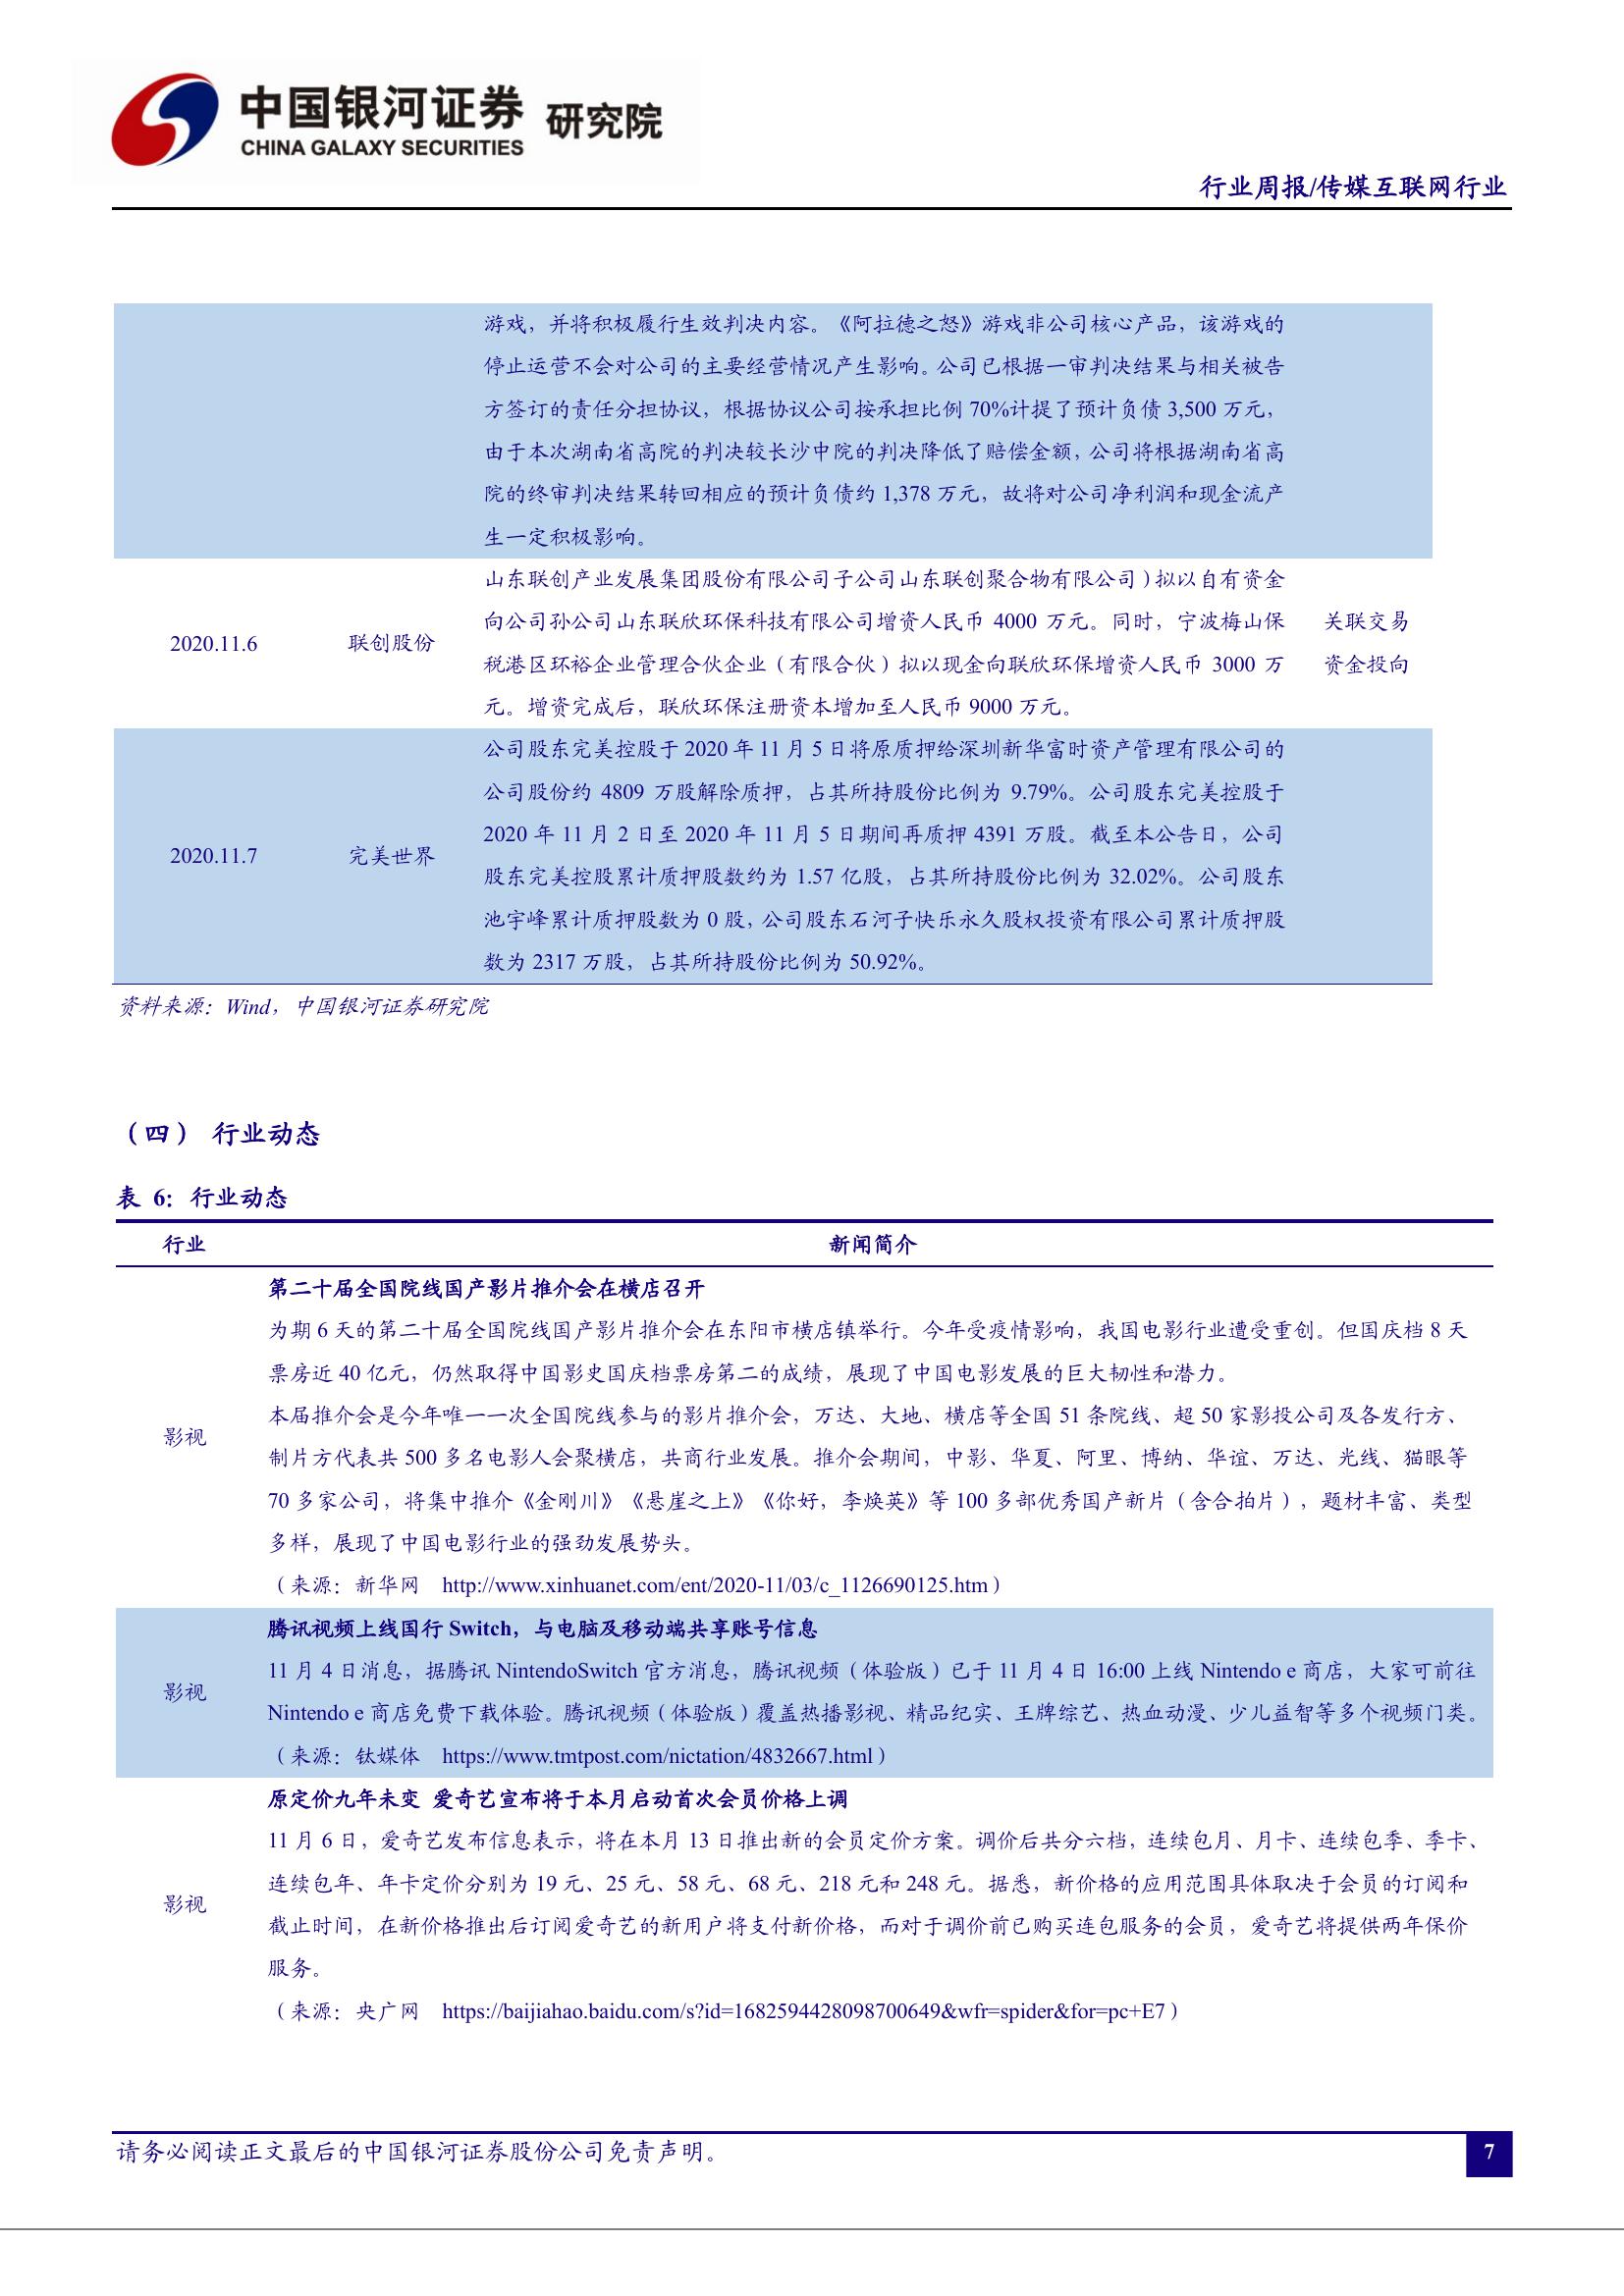 中国银河证券 研究院
CHINA GALAXY SECURITIES
行业周报/传媒互联网行业
游戏，并将积极履行生效判决内容。《阿拉德之怒》游戏非公司核心产品，该游戏的
停止运营不会对公司的主要经营情况产生影响。公司已根据一审判决结果与相关被告
方签订的责任分担协议，根据协议公司按承担比例 70%计提了预计负债 3,500 万元，
由于本次湖南省高院的判决较长沙中院的判决降低了赔偿金额，公司将根据湖南省高
院的终审判决结果转回相应的预计负债约 1,378 万元，故将对公司净利润和现金流产
生一定积极影响。
2020.11.6
联创股份
山东联创产业发展集团股份有限公司子公司山东联创聚合物有限公司）拟以自有资金
向公司孙公司山东联欣环保科技有限公司增资人民币 4000 万元。同时，宁波梅山保
税港区环裕企业管理合伙企业（有限合伙）拟以现金向联欣环保增资人民币 3000 万
元。增资完成后，联欣环保注册资本增加至人民币 9000 万元。
关联交易
资金投向
2020.11.7
完美世界
公司股东完美控股于 2020 年 11 月 5 日将原质押给深圳新华富时资产管理有限公司的
公司股份约 4809 万股解除质押，占其所持股份比例为 9.79%。公司股东完美控股于
2020 年 11 月 2 日至 2020 年 11 月 5 日期间再质押 4391 万股。截至本公告日，公司
股东完美控股累计质押股数约为 1.57 亿股，占其所持股份比例为 32.02%。公司股东
池宇峰累计质押股数为 0 股，公司股东石河子快乐永久股权投资有限公司累计质押股
数为 2317 万股，占其所持股份比例为 50.92%。
资料来源：Wind，中国银河证券研究院
（四） 行业动态
表 6：行业动态
行业 新闻简介
第二十届全国院线国产影片推介会在横店召开
为期 6 天的第二十届全国院线国产影片推介会在东阳市横店镇举行。今年受疫情影响，我国电影行业遭受重创。但国庆档 8 天
票房近 40 亿元，仍然取得中国影史国庆档票房第二的成绩，展现了中国电影发展的巨大韧性和潜力。
本届推介会是今年唯一一次全国院线参与的影片推介会，万达、大地、横店等全国 51 条院线、超 50 家影投公司及各发行方、
影视
制片方代表共 500 多名电影人会聚横店，共商行业发展。推介会期间，中影、华夏、阿里、博纳、华谊、万达、光线、猫眼等
70 多家公司，将集中推介《金刚川》《悬崖之上》《你好，李焕英》等 100 多部优秀国产新片（含合拍片），题材丰富、类型
多样，展现了中国电影行业的强劲发展势头。
（来源：新华网 http://www.xinhuanet.com/ent/2020-11/03/c_1126690125.htm）
腾讯视频上线国行 Switch，与电脑及移动端共享账号信息
11 月 4 日消息，据腾讯 NintendoSwitch 官方消息，腾讯视频（体验版）已于 11 月 4 日 16:00 上线 Nintendo e 商店，大家可前往
影视
Nintendo e 商店免费下载体验。腾讯视频（体验版）覆盖热播影视、精品纪实、王牌综艺、热血动漫、少儿益智等多个视频门类。
（来源：钛媒体 https://www.tmtpost.com/nictation/4832667.html）
原定价九年未变 爱奇艺宣布将于本月启动首次会员价格上调
11 月 6 日，爱奇艺发布信息表示，将在本月 13 日推出新的会员定价方案。调价后共分六档，连续包月、月卡、连续包季、季卡、
连续包年、年卡定价分别为 19 元、25 元、58 元、68 元、218 元和 248 元。据悉，新价格的应用范围具体取决于会员的订阅和
影视
截止时间，在新价格推出后订阅爱奇艺的新用户将支付新价格，而对于调价前已购买连包服务的会员，爱奇艺将提供两年保价
服务。
（来源：央广网 https://baijiahao.baidu.com/s?id=1682594428098700649&wfr=spider&for=pc+E7）
请务必阅读正文最后的中国银河证券股份公司免责声明。
7